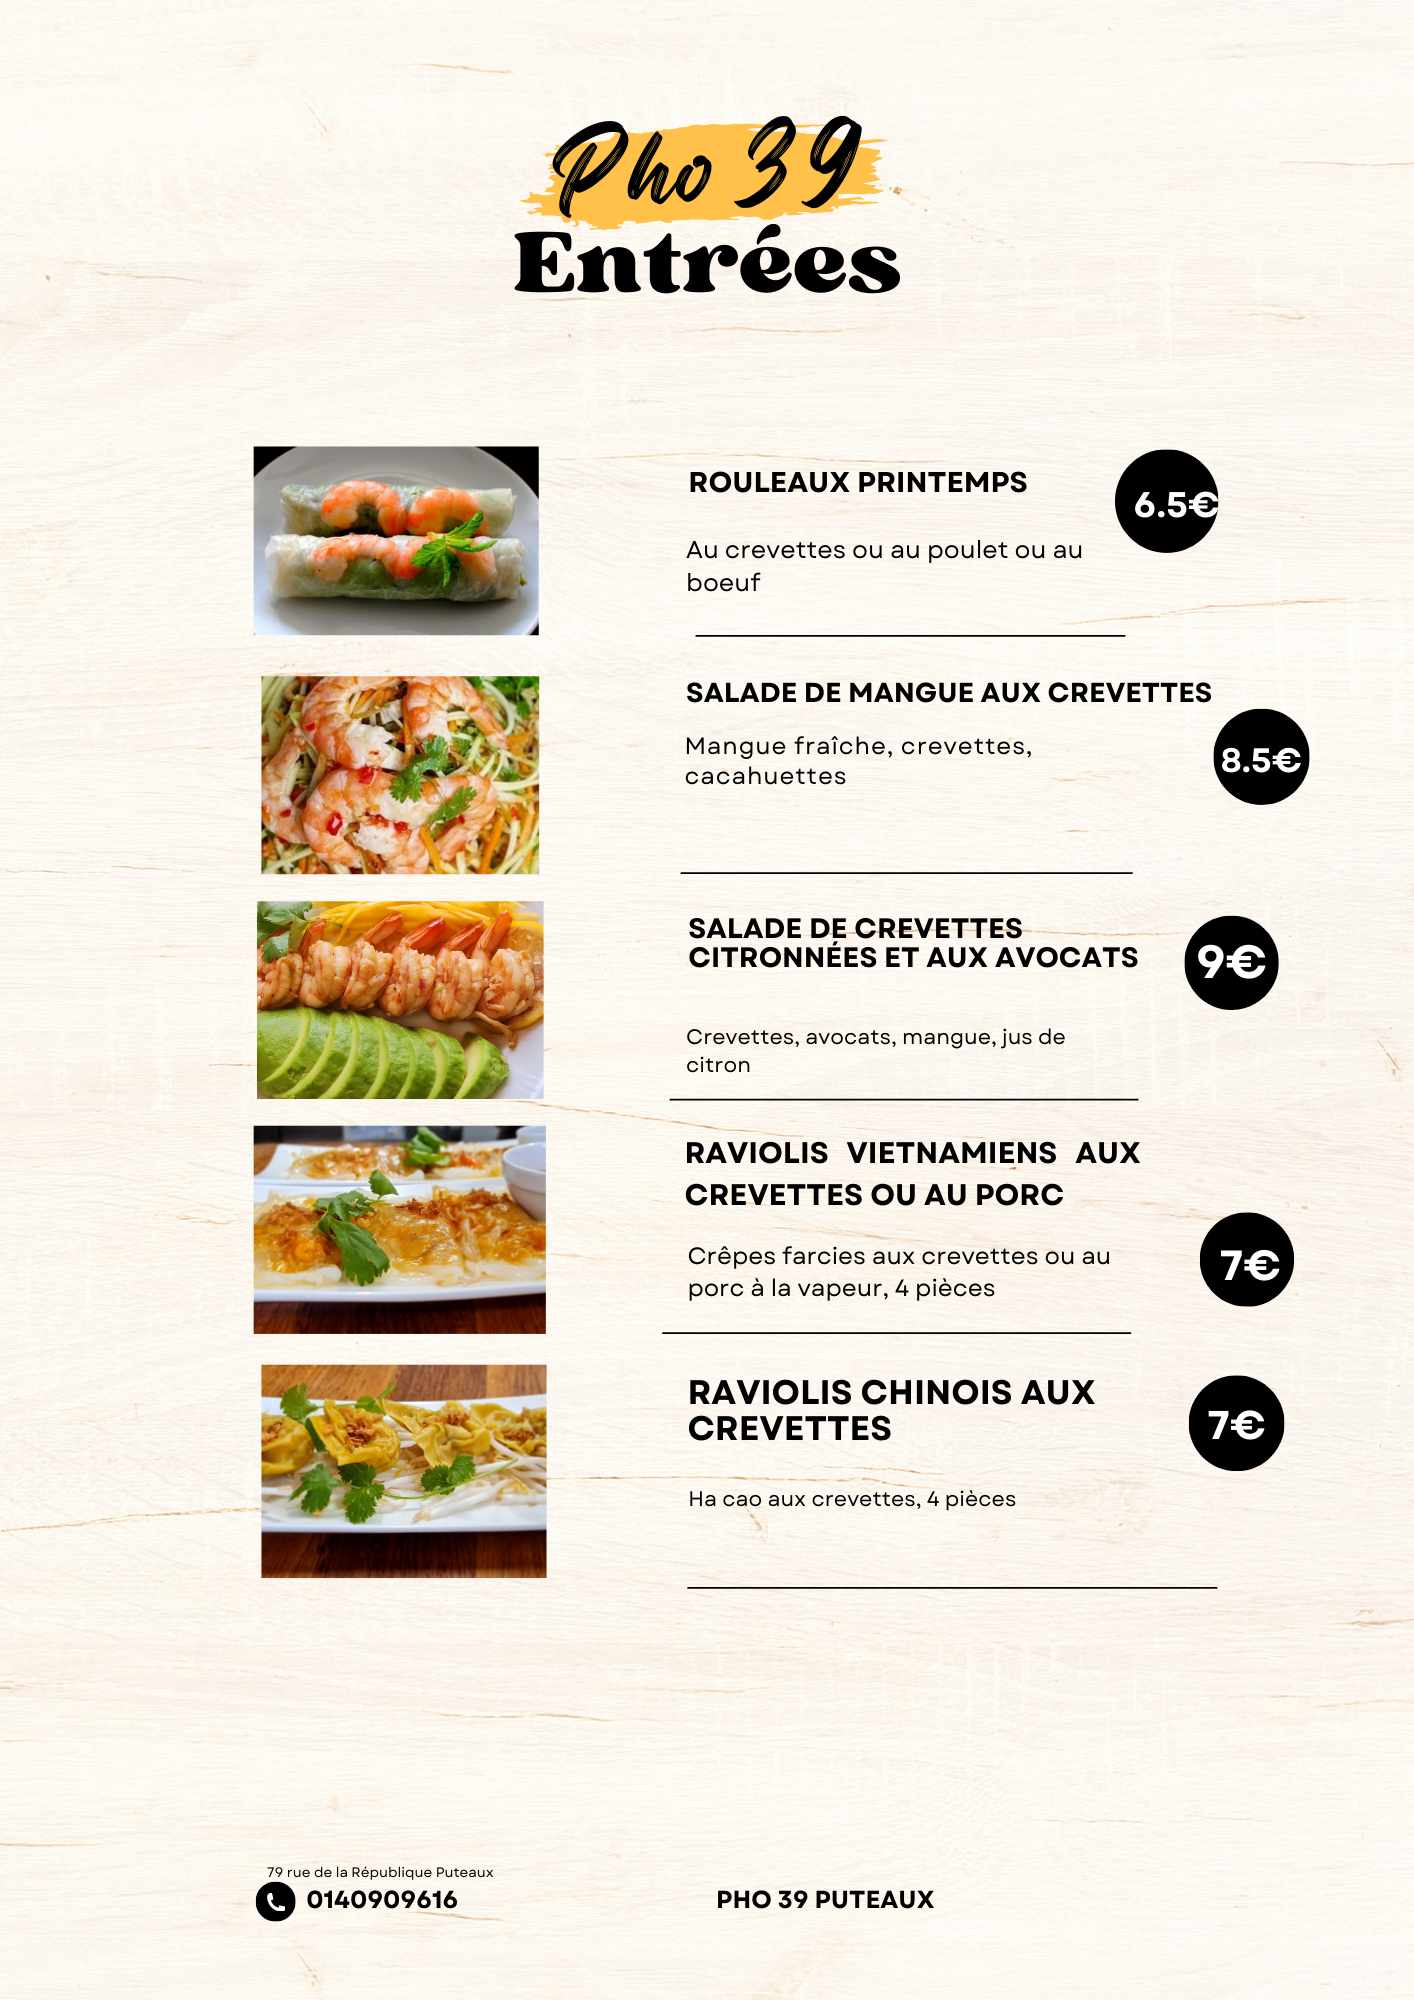 Pho 39
Entrées
ROULEAUX PRINTEMPS
6.5€
Au crevettes ou au poulet ou au
boeuf
SALADE DE MANGUE AUX CREVETTES
8.5€
Mangue fraîche, crevettes,
cacahuettes
SALADE DE CREVETTES
CITRONNÉES ET AUX AVOCATS
9€
Crevettes, avocats, mangue, jus de
citron
RAVIOLIS VIETNAMIENS AUX
CREVETTES OU AU PORC
Crêpes farcies aux crevettes ou au
porc à la vapeur, 4 pièces
7€
RAVIOLIS CHINOIS AUX
CREVETTES
7€
Ha cao aux crevettes, 4 pièces
79 rue de la République Puteaux
0140909616
PHO 39 PUTEAUX